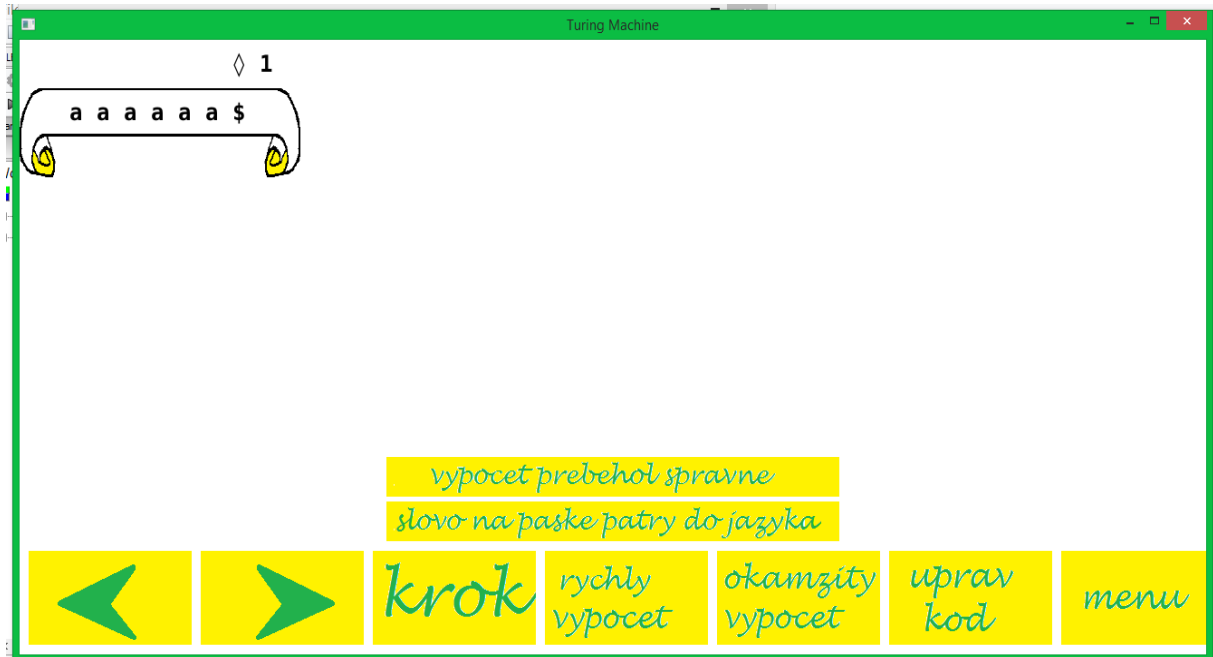 Turing Machine
◊ 1
a a a a a a $
vypocet prebehol spravne
slovo na paske patry do jazyka
krok
rychly
vypocet
okamzity
vypocet
uprav
kod
menu